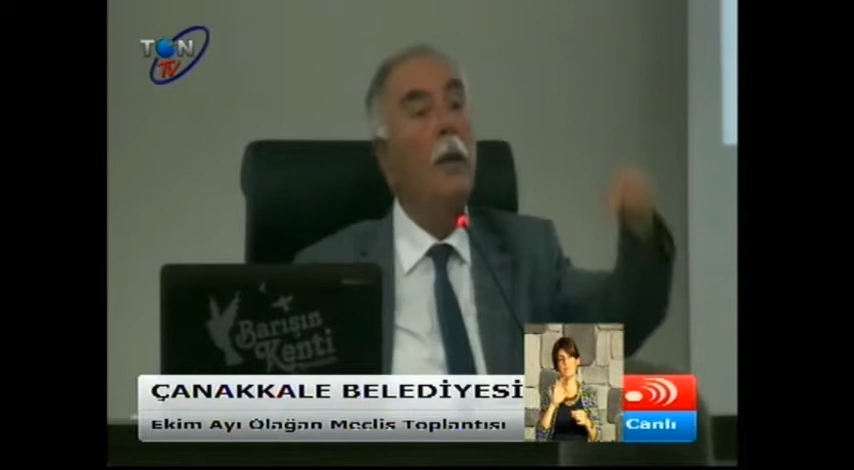 TON
TV
Barışın
Kenti
ÇANAKKALE BELEDİYESİ
Ekim Ayı Olağan Meclis Toplantısı
Canlı